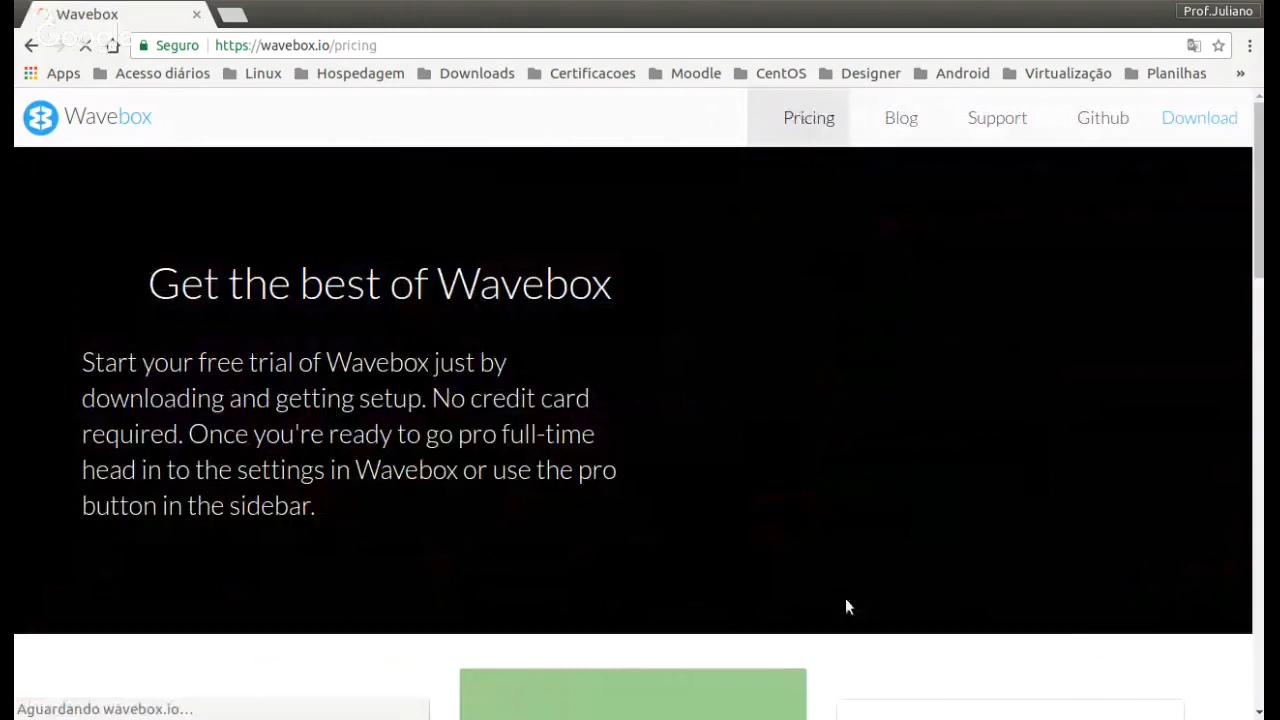 Wavebox
Prof.Juliano
Google
Seguro https://wavebox.io/pricing
Apps Acesso diários Linux Hospedagem Downloads Certificacoes Moodle CentOS Designer Android Virtualização Planilhas »
Wavebox Pricing Blog Support Github Download
Get the best of Wavebox
Start your free trial of Wavebox just by
downloading and getting setup. No credit card
required. Once you're ready to go pro full-time
head in to the settings in Wavebox or use the pro
button in the sidebar.
Aguardando wavebox.io...